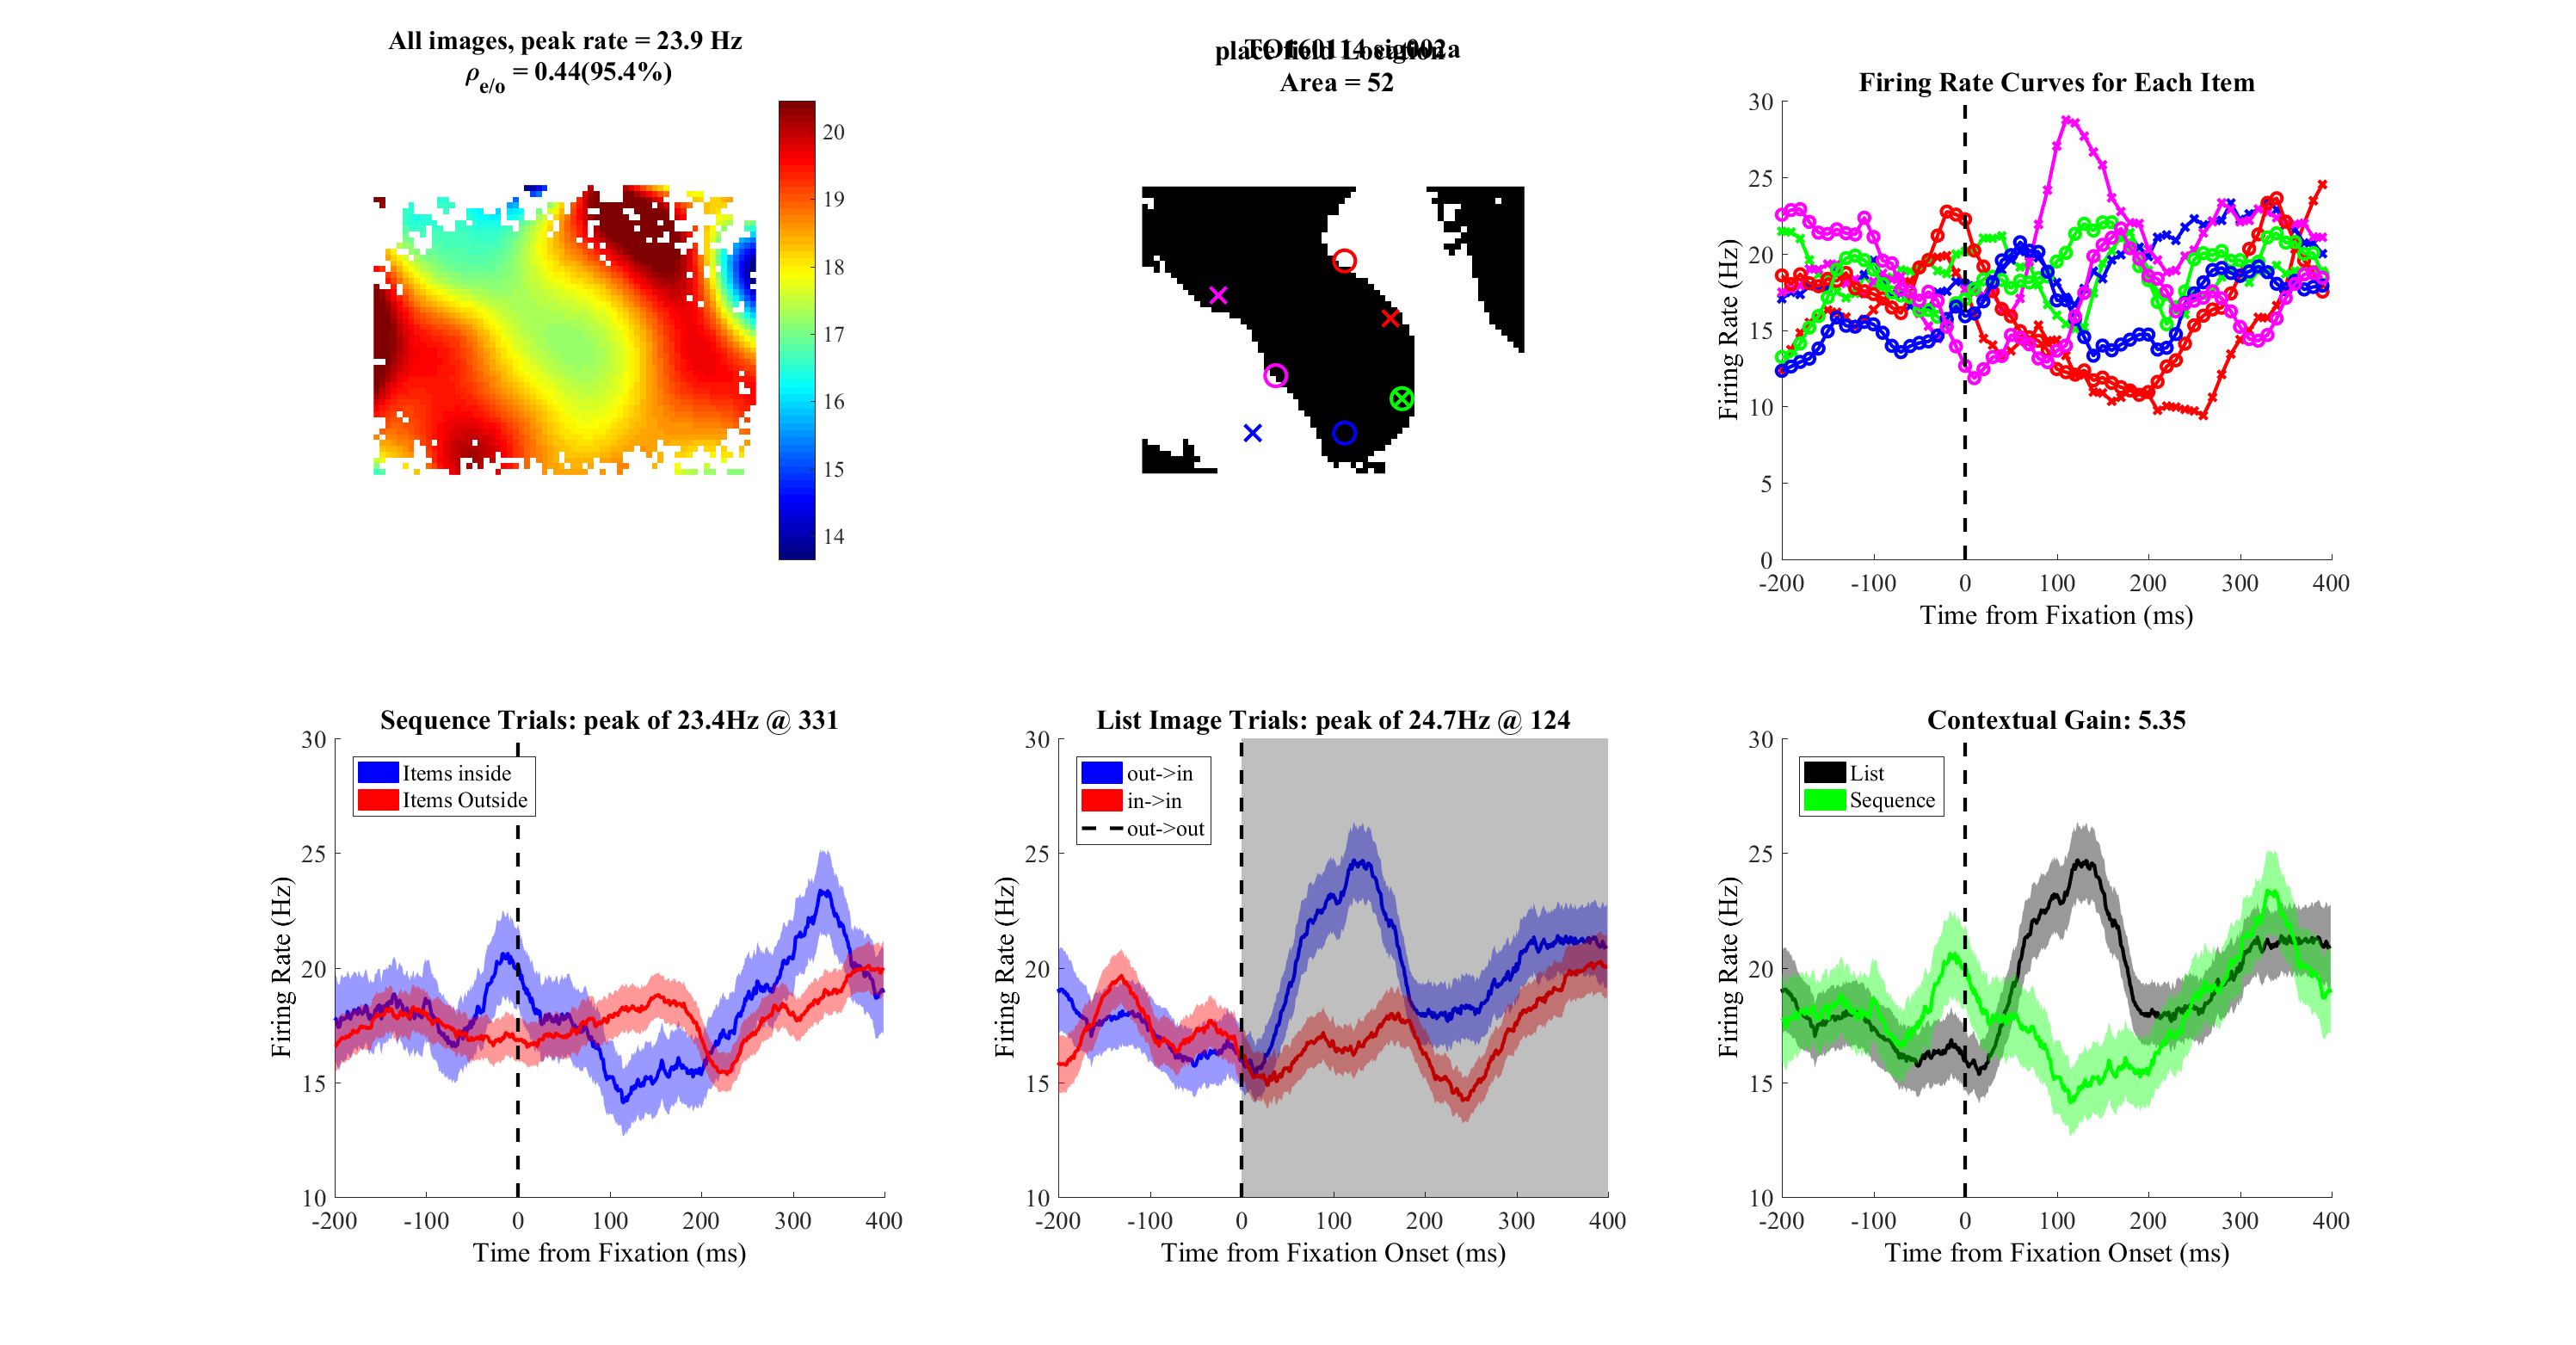 All images, peak rate = 23.9 Hz
ρe/o = 0.44(95.4%)
20
19
18
17
16
15
14
place field Location
TO160114 sig002a
Area = 52
Firing Rate Curves for Each Item
30
25
20
15
10
5
0
Firing Rate (Hz)
-200 -100 0 100 200 300 400
Time from Fixation (ms)
Sequence Trials: peak of 23.4Hz @ 331
Items inside
Items Outside
30
25
20
15
10
Firing Rate (Hz)
-200 -100 0 100 200 300 400
Time from Fixation (ms)
List Image Trials: peak of 24.7Hz @ 124
out->in
in->in
out->out
30
25
20
15
10
Firing Rate (Hz)
-200 -100 0 100 200 300 400
Time from Fixation Onset (ms)
Contextual Gain: 5.35
List
Sequence
30
25
20
15
10
Firing Rate (Hz)
-200 -100 0 100 200 300 400
Time from Fixation Onset (ms)